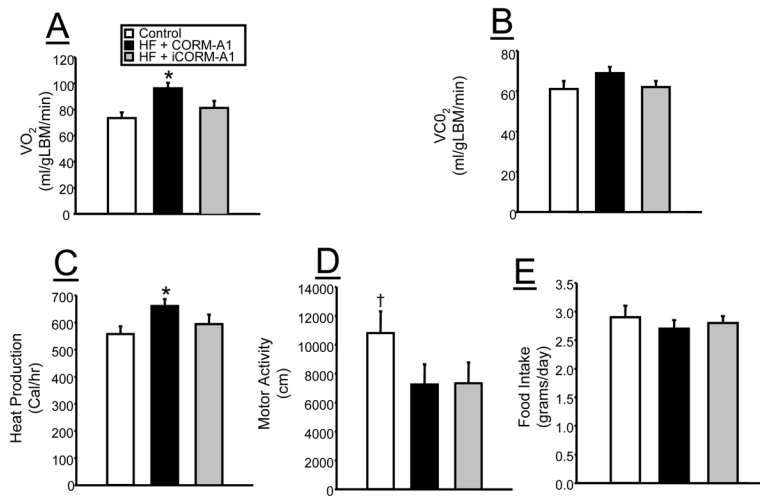 A
Control
HF + CORM-A1
HF + iCORM-A1
VO2
(ml/gLBM/min)
120
100
80
60
40
20
0
*
B
VC02
(ml/gLBM/min)
80
60
40
20
0
C
Heat Production
(Cal/hr)
700
600
500
400
300
200
100
0
*
D
Motor Activity
(cm)
14000
12000
10000
8000
6000
4000
2000
0
†
E
Food Intake
(grams/day)
3.5
3.0
2.5
2.0
1.5
1.0
0.5
0.0